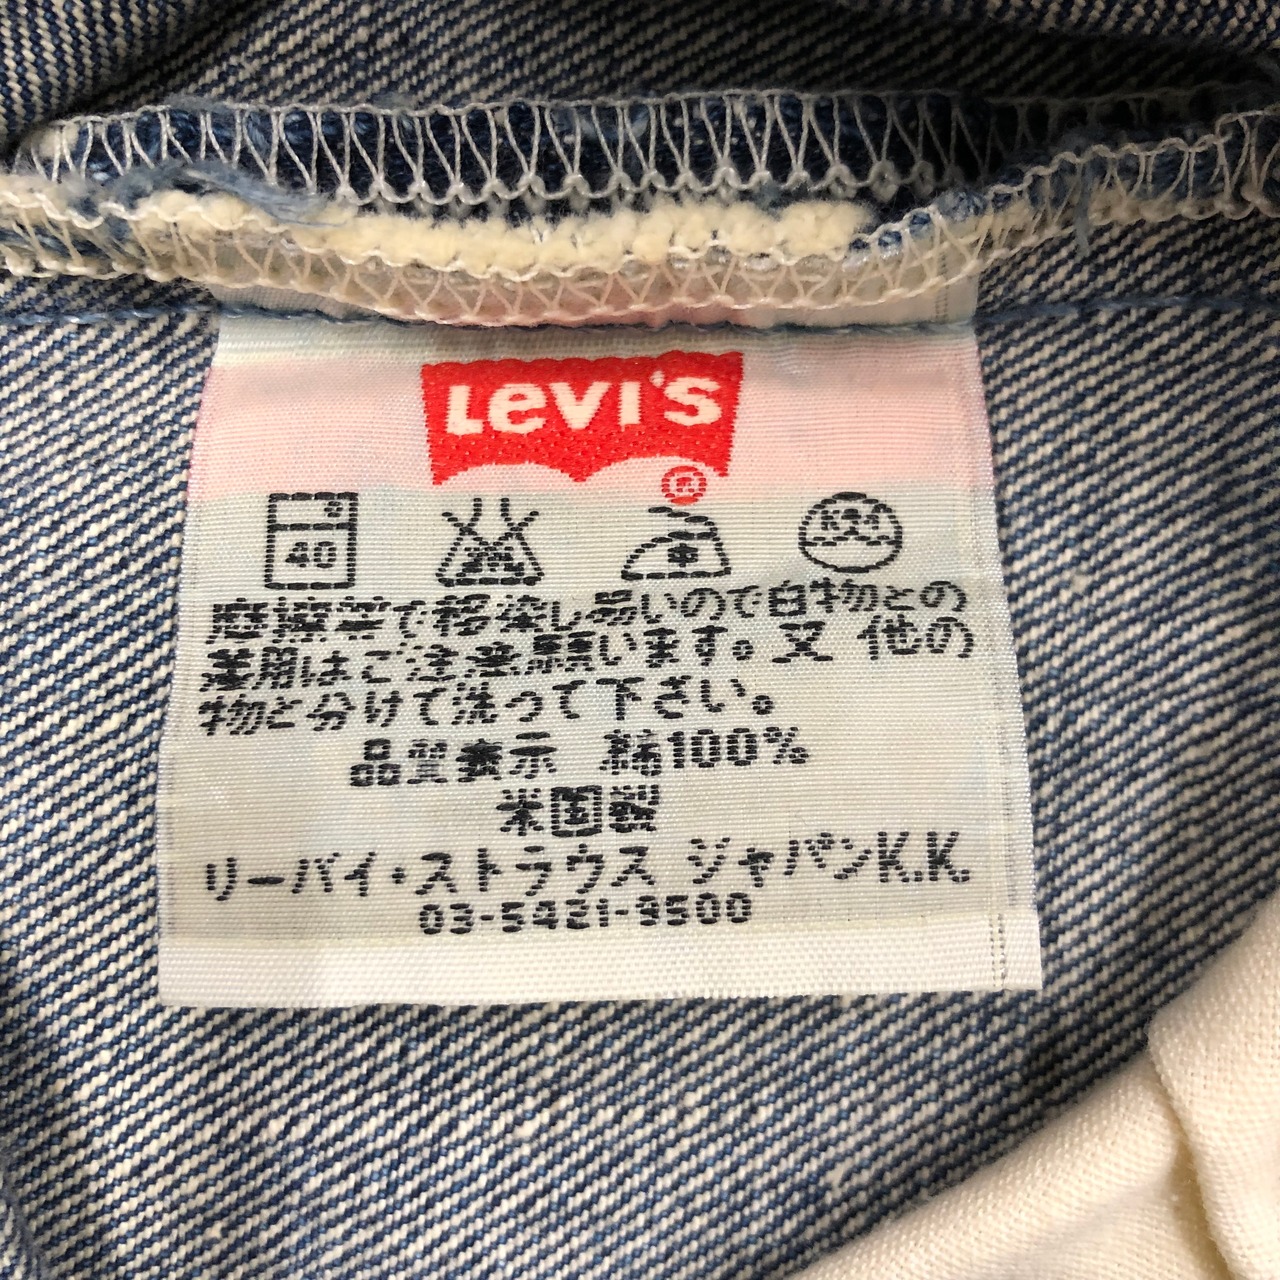 Levi's
®
40
摩擦等で移染し易いので白物との
着用はご注意願います。又 他の
物と分けて洗って下さい。
品質表示 綿100%
米国製
リーバイ・ストラウス ジャパンK.K.
03-5421-9500